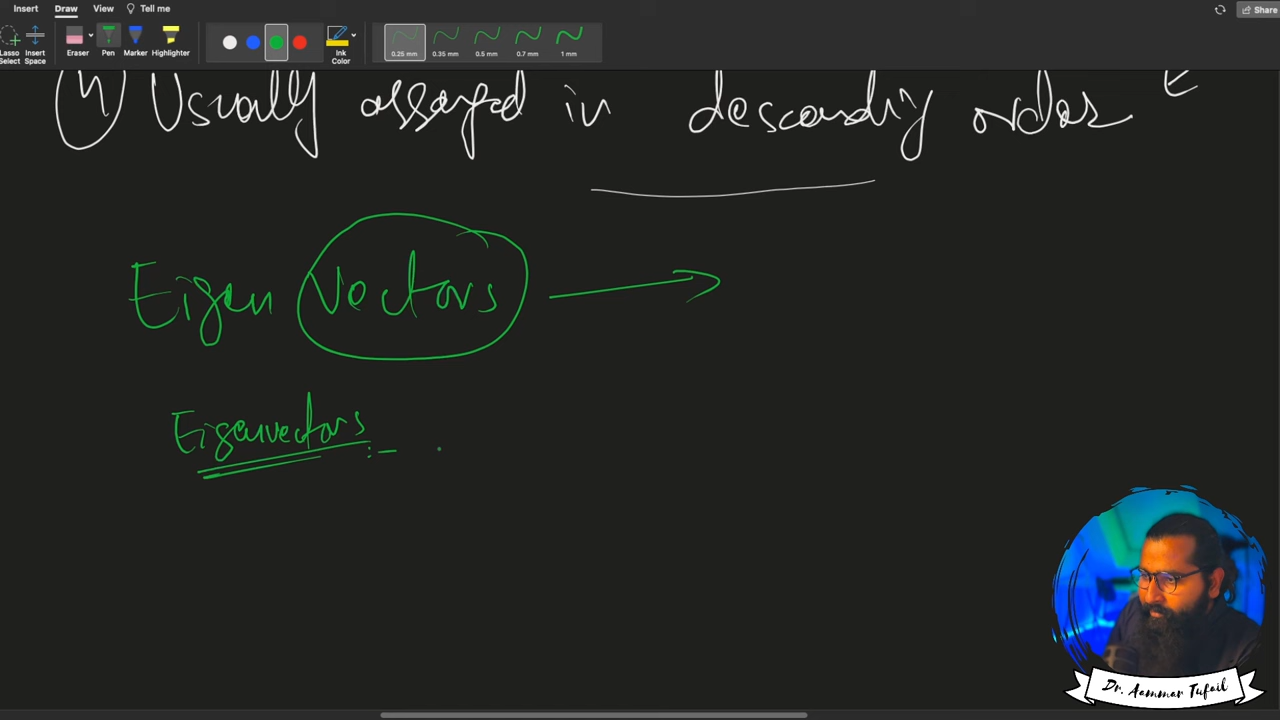 Insert Draw View Tell me
Share
Lasso Select Insert Space Eraser Pen Marker Highlighter Ink Color 0.25 mm 0.35 mm 0.5 mm 0.7 mm 1 mm
(4) Usually arranged in descending order
Eigen Vectors →
Eigenvectors :-
Dr. Aammar Tufail